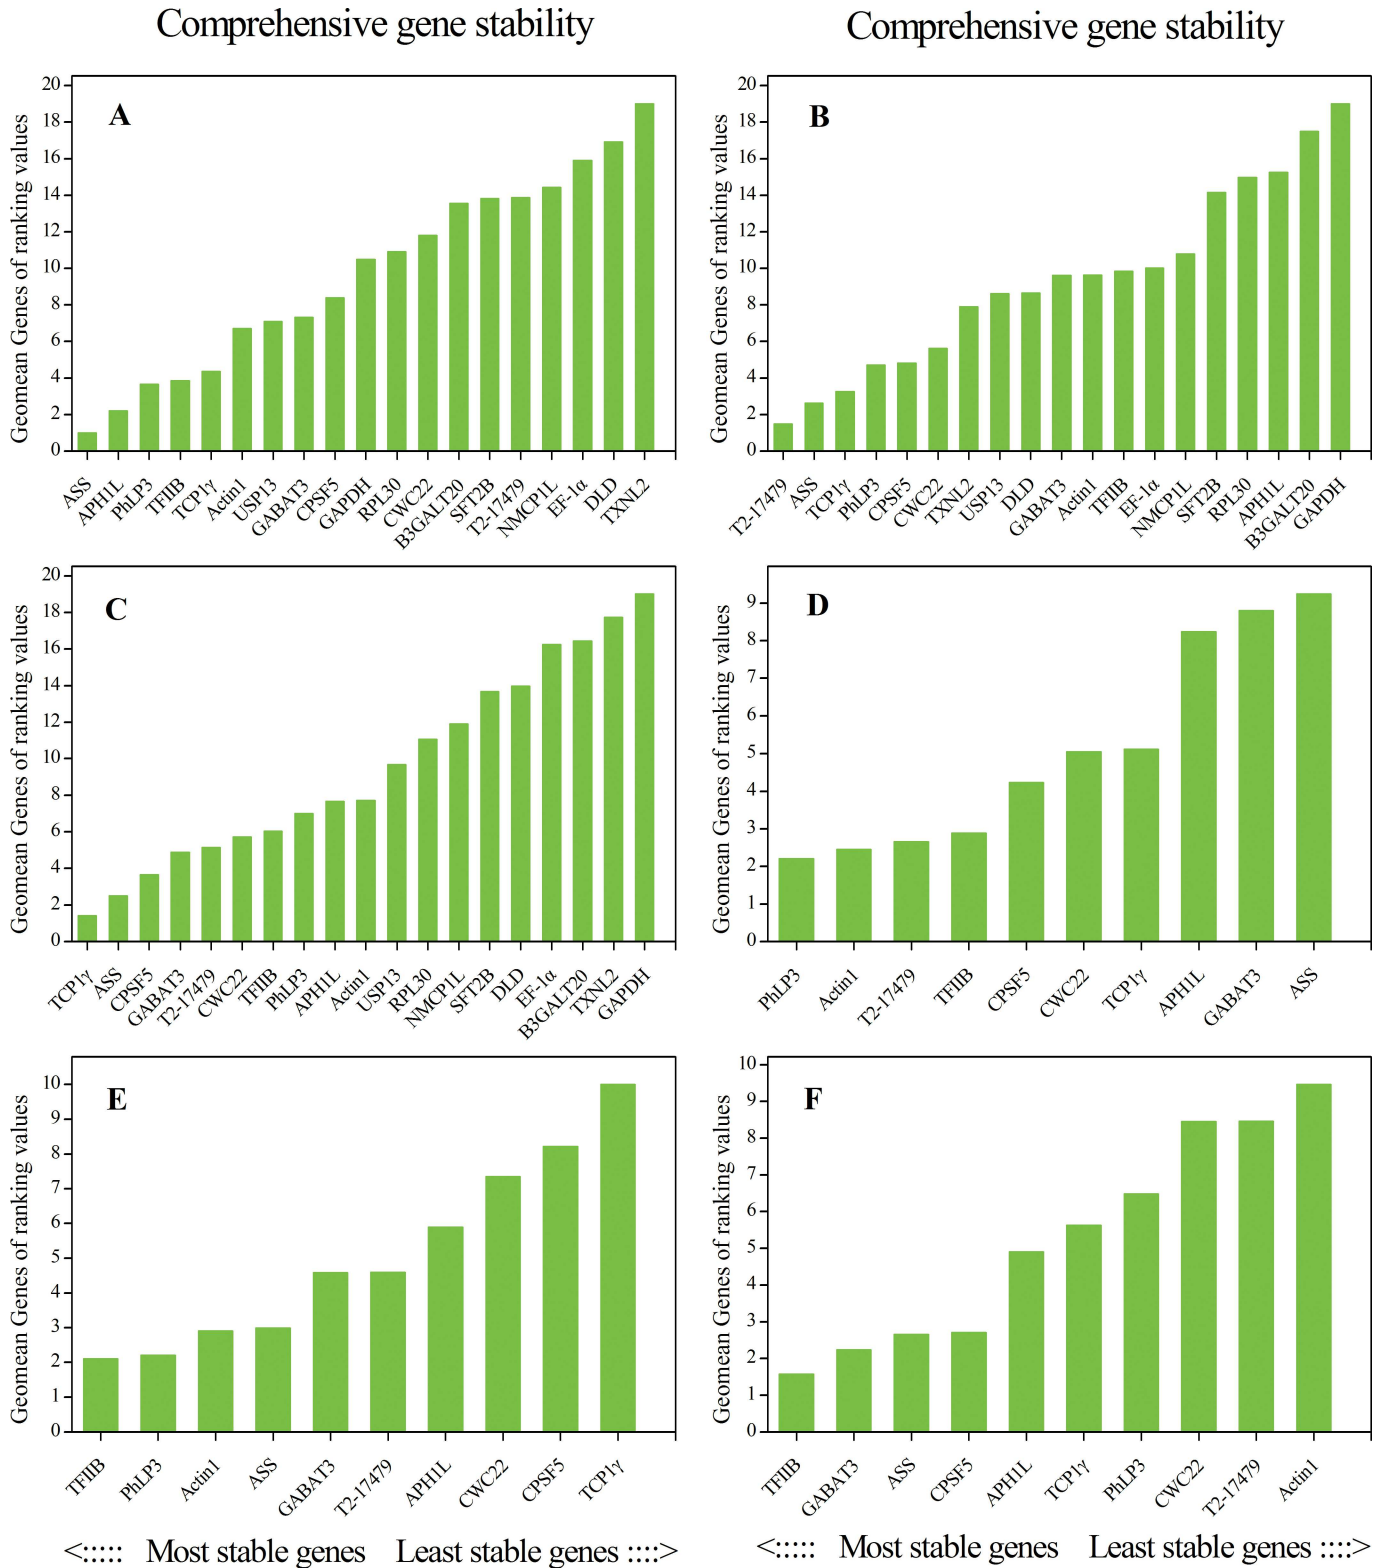 Comprehensive gene stability
Comprehensive gene stability
A
Geomean Genes of ranking values
20
18
16
14
12
10
8
6
4
2
0
ASS
APH1L
PhLP3
TFIIB
TCP1γ
Actin1
USP13
GABAT3
CPSF5
GAPDH
RPL30
CWC22
B3GALT20
SFT2B
T2-17479
NMCP1L
EF-1α
DLD
TXNL2
B
Geomean Genes of ranking values
20
18
16
14
12
10
8
6
4
2
0
T2-17479
ASS
TCP1γ
PhLP3
CPSF5
CWC22
TXNL2
USP13
DLD
GABAT3
Actin1
TFIIB
EF-1α
NMCP1L
SFT2B
RPL30
APH1L
B3GALT20
GAPDH
C
Geomean Genes of ranking values
20
18
16
14
12
10
8
6
4
2
0
TCP1γ
ASS
CPSF5
GABAT3
T2-17479
CWC22
TFIIB
PhLP3
APH1L
Actin1
USP13
RPL30
NMCP1L
SFT2B
DLD
EF-1α
B3GALT20
TXNL2
GAPDH
D
Geomean Genes of ranking values
9
8
7
6
5
4
3
2
1
0
PhLP3
Actin1
T2-17479
TFIIB
CPSF5
CWC22
TCP1γ
APH1L
GABAT3
ASS
E
Geomean Genes of ranking values
10
9
8
7
6
5
4
3
2
1
0
TFIIB
PhLP3
Actin1
ASS
GABAT3
T2-17479
APH1L
CWC22
CPSF5
TCP1γ
F
Geomean Genes of ranking values
10
9
8
7
6
5
4
3
2
1
0
TFIIB
GABAT3
ASS
CPSF5
APH1L
TCP1γ
PhLP3
CWC22
T2-17479
Actin1
<::::: Most stable genes Least stable genes ::::>
<::::: Most stable genes Least stable genes ::::>